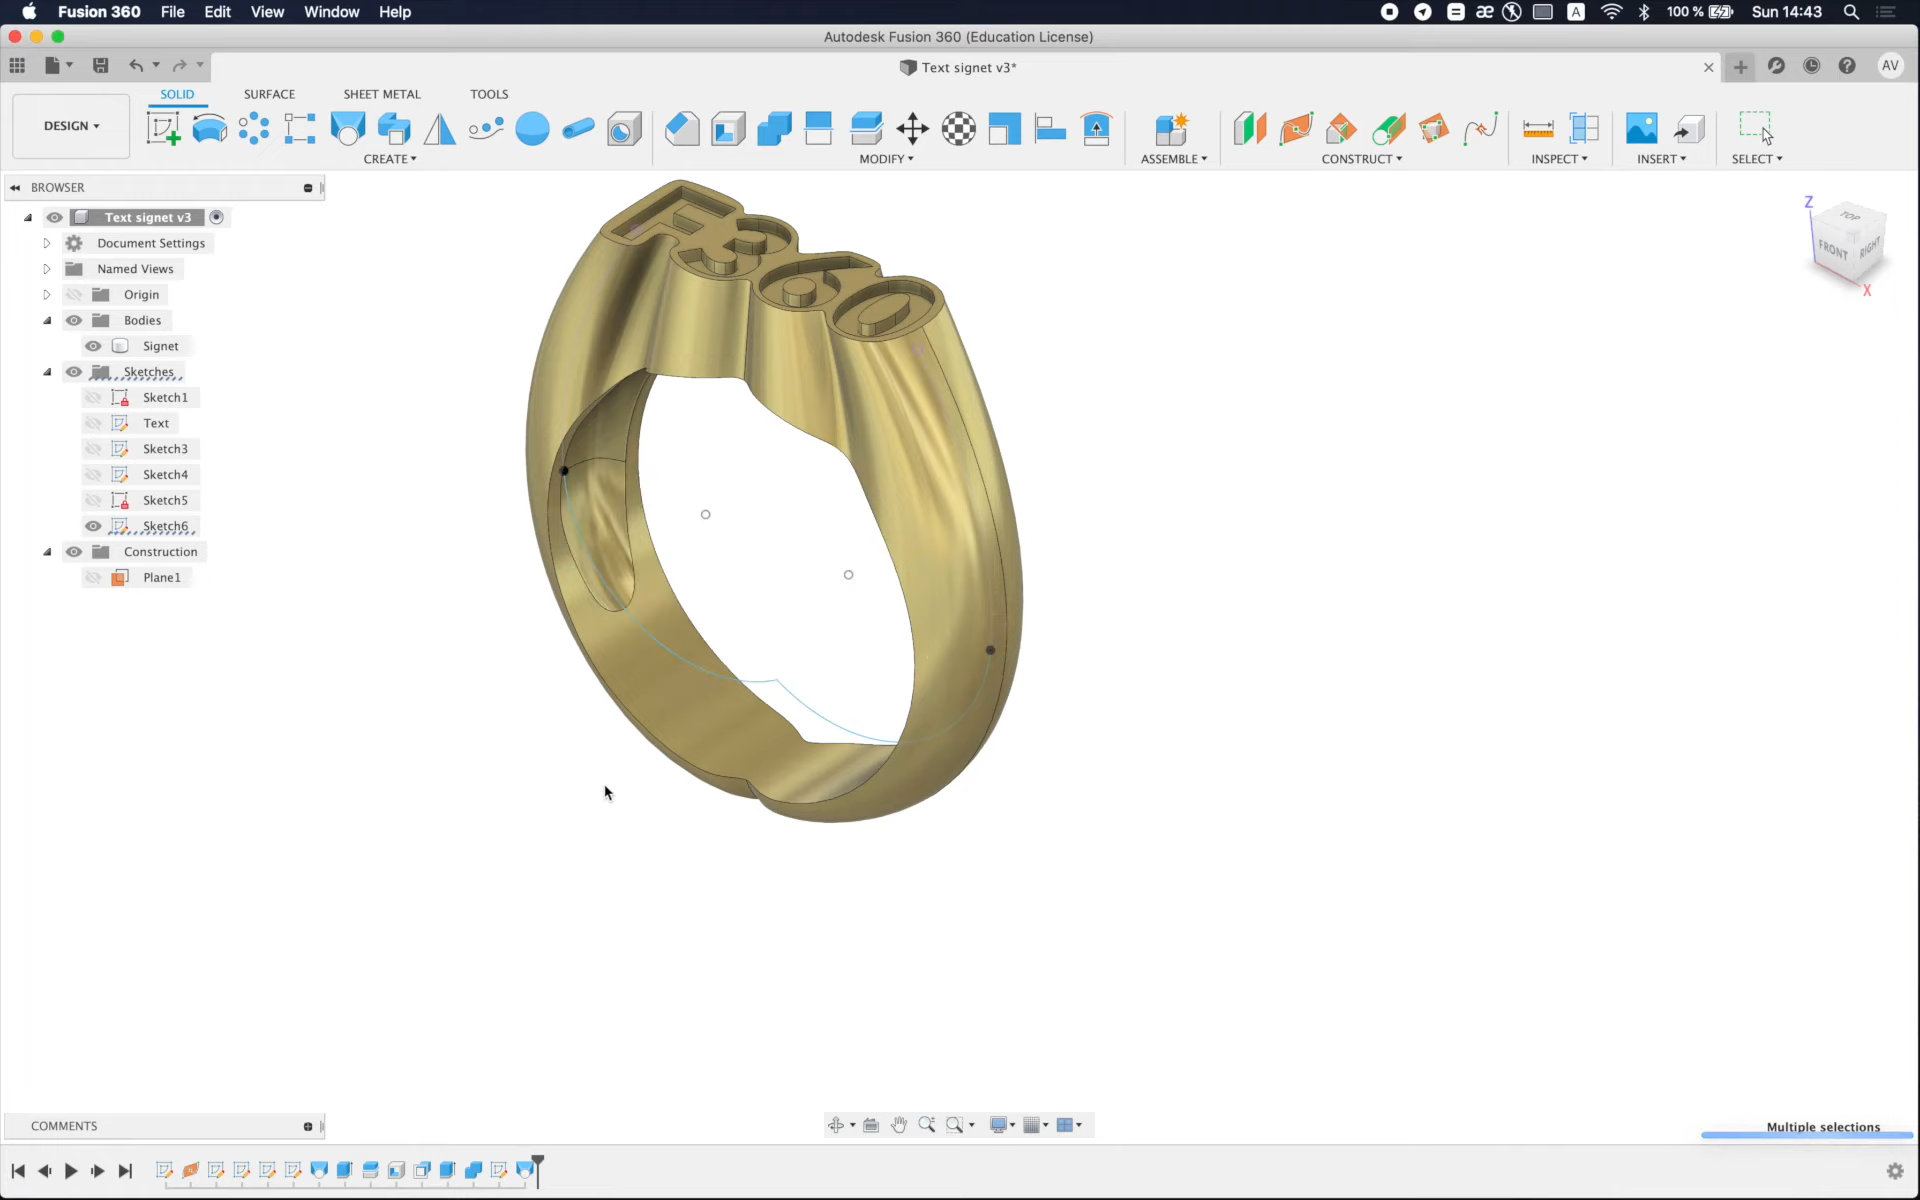 Fusion 360 File Edit View Window Help
æ A 100 % Sun 14:43
Autodesk Fusion 360 (Education License)
Text signet v3*
AV
SOLID SURFACE SHEET METAL TOOLS
DESIGN
CREATE MODIFY ASSEMBLE CONSTRUCT INSPECT INSERT SELECT
BROWSER
Text signet v3
Document Settings
Named Views
Origin
Bodies
Signet
Sketches
Sketch1
Text
Sketch3
Sketch4
Sketch5
Sketch6
Construction
Plane1
F360
Z
TOP
FRONT RIGHT
X
COMMENTS
Multiple selections